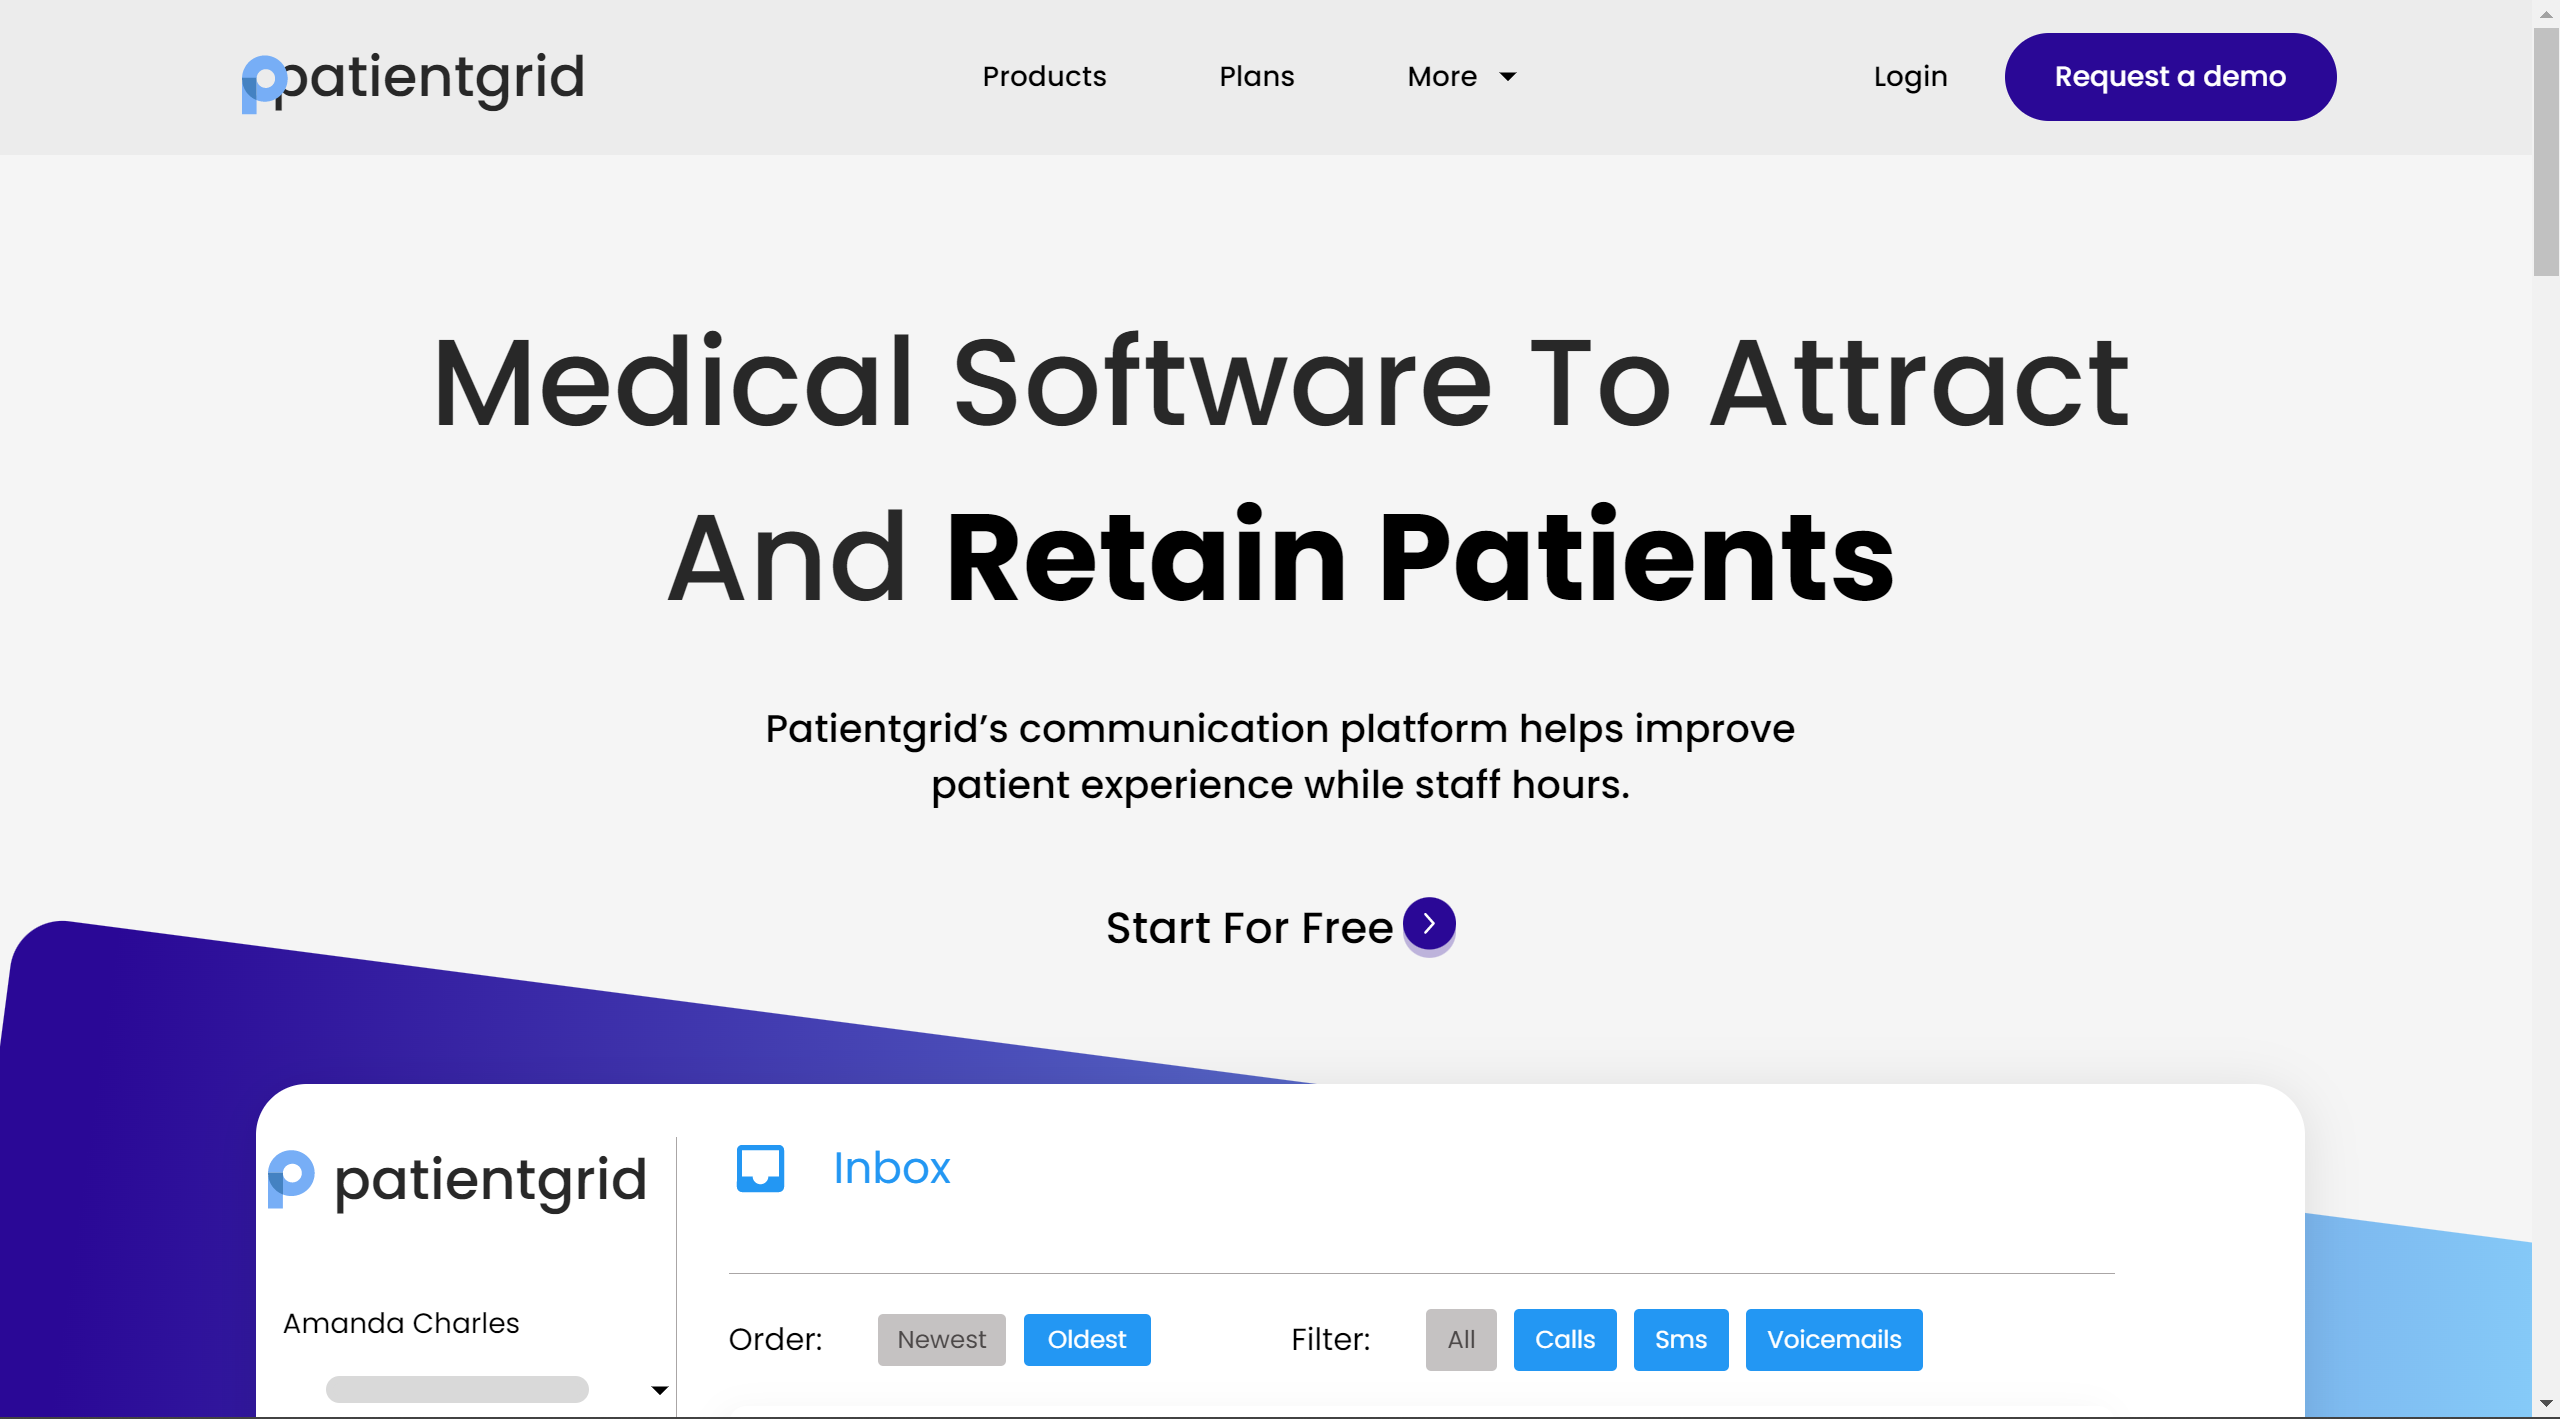 patientgrid
Products Plans More Login Request a demo
Medical Software To Attract
And Retain Patients
Patientgrid’s communication platform helps improve
patient experience while staff hours.
Start For Free
patientgrid
Inbox
Amanda Charles
Order: Newest Oldest Filter: All Calls Sms Voicemails